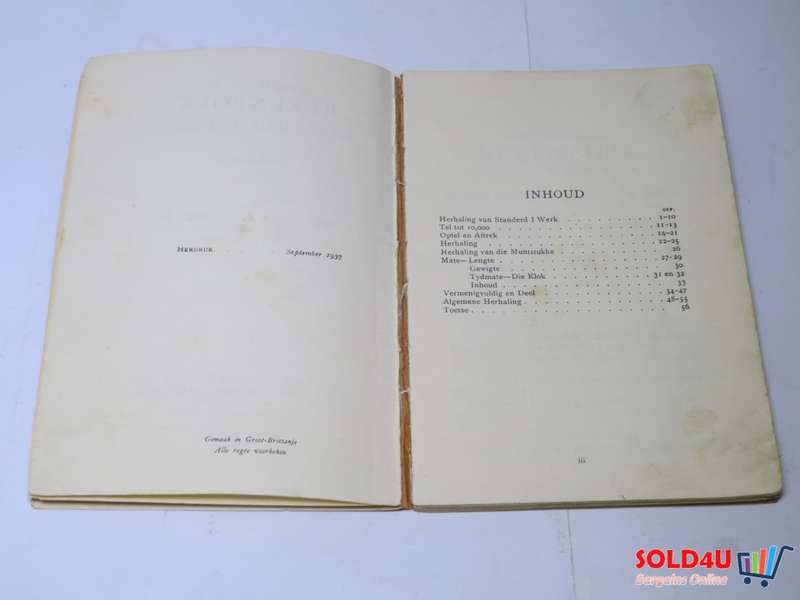 HERDRUK September 1937
Gemaak in Groot-Brittanje
Alle regte voorbehou
INHOUD
OEF.
Herhaling van Standerd I Werk . . . . . . . . 1-10
Tel tot 10,000 . . . . . . . . 11-13
Optel en Aftrek . . . . . . . . 14-21
Herhaling . . . . . . . . 22-25
Herhaling van die Muntstukke . . . . . . . . 26
Mate—Lengte . . . . . . . . 27-29
Gewigte . . . . . . . . 30
Tydmate—Die Klok . . . . . . . . 31 en 32
Inhoud . . . . . . . . 33
Vermenigvuldig en Deel . . . . . . . . 34-47
Algemene Herhaling . . . . . . . . 48-55
Toetse . . . . . . . . 56
iii
SOLD4U
Bargains Online